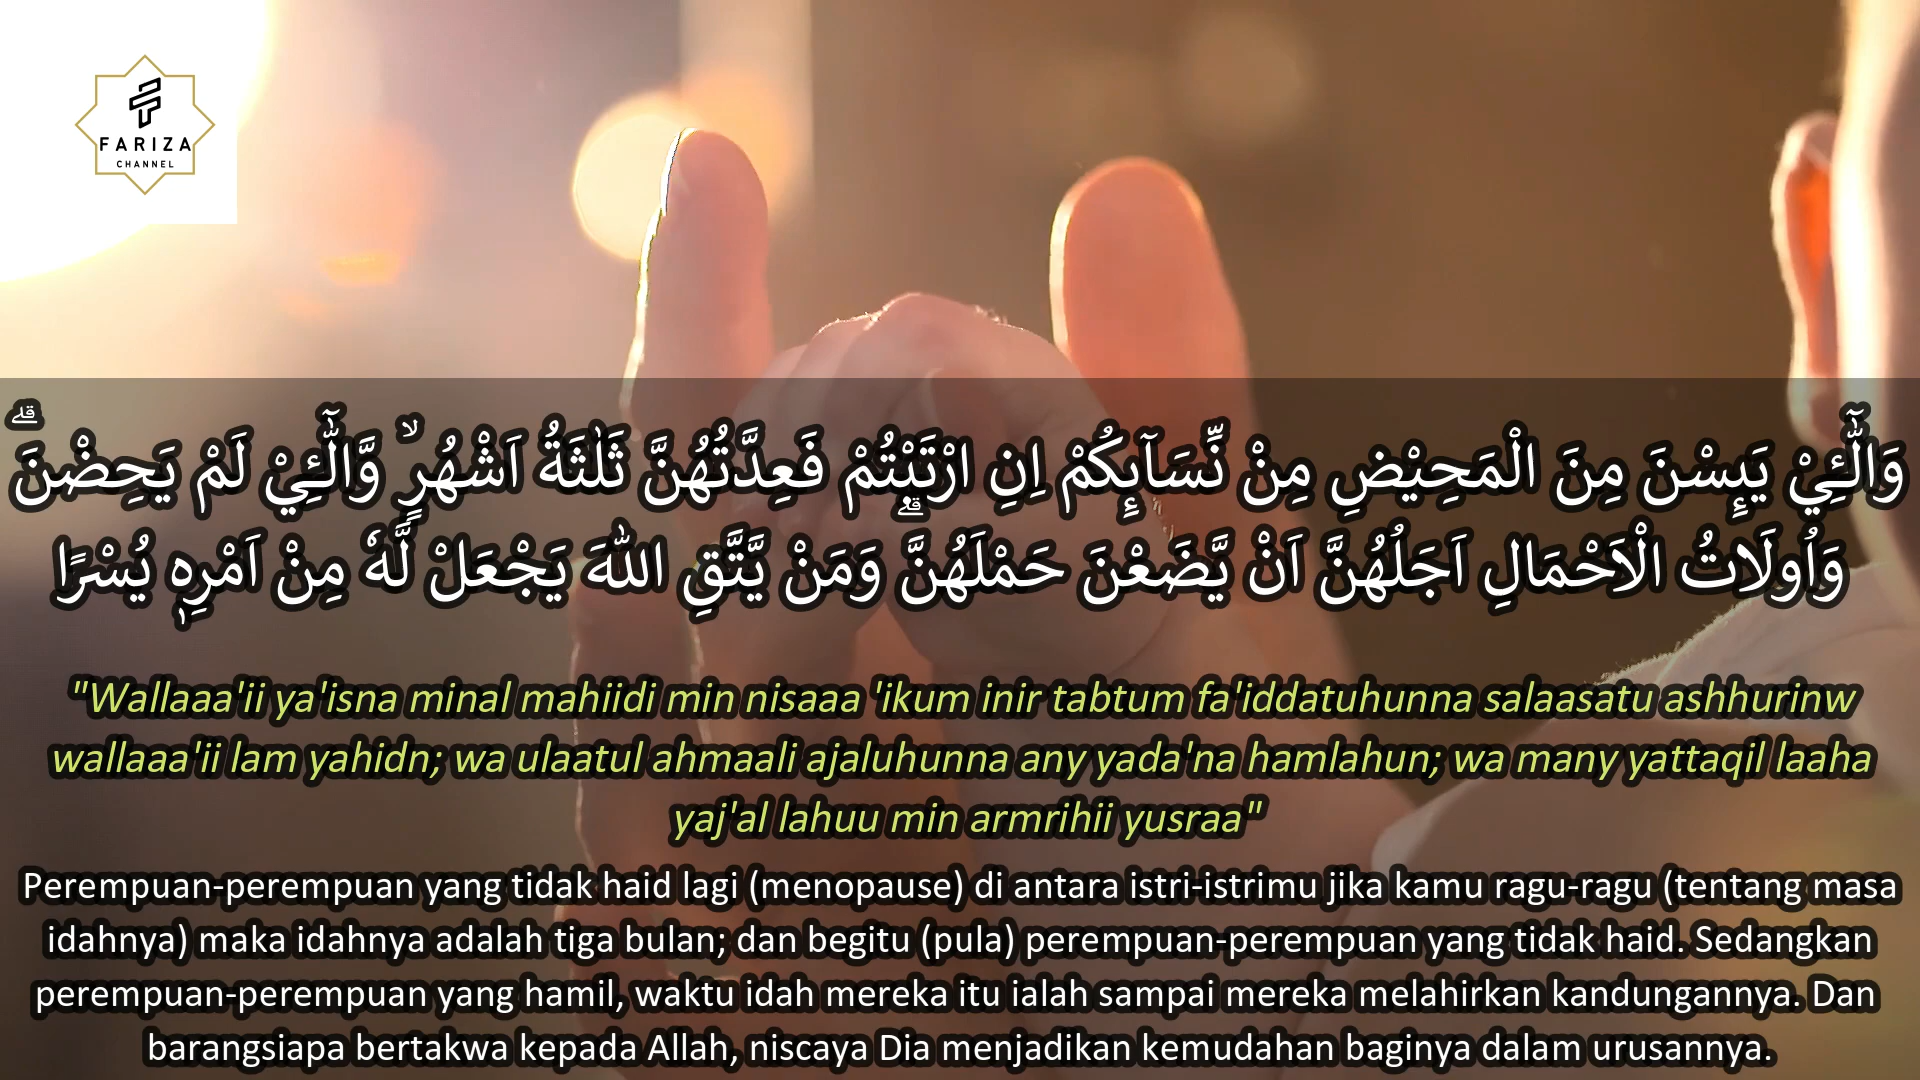 FARIZA
CHANNEL
وَالّٰۤـِٔيْ يَىِٕسْنَ مِنَ الْمَحِيْضِ مِنْ نِّسَاۤىِٕكُمْ اِنِ ارْتَبْتُمْ فَعِدَّتُهُنَّ ثَلٰثَةُ اَشْهُرٍۙ وَّالّٰۤـِٔيْ لَمْ يَحِضْنَۗ
وَاُولَاتُ الْاَحْمَالِ اَجَلُهُنَّ اَنْ يَّضَعْنَ حَمْلَهُنَّۗ وَمَنْ يَّتَّقِ اللّٰهَ يَجْعَلْ لَّهٗ مِنْ اَمْرِهٖ يُسْرًا
"Wallaaa'ii ya'isna minal mahiidi min nisaaa 'ikum inir tabtum fa'iddatuhunna salaasatu ashhurinw
wallaaa'ii lam yahidn; wa ulaatul ahmaali ajaluhunna any yada'na hamlahun; wa many yattaqil laaha
yaj'al lahuu min armrihii yusraa"
Perempuan-perempuan yang tidak haid lagi (menopause) di antara istri-istrimu jika kamu ragu-ragu (tentang masa
idahnya) maka idahnya adalah tiga bulan; dan begitu (pula) perempuan-perempuan yang tidak haid. Sedangkan
perempuan-perempuan yang hamil, waktu idah mereka itu ialah sampai mereka melahirkan kandungannya. Dan
barangsiapa bertakwa kepada Allah, niscaya Dia menjadikan kemudahan baginya dalam urusannya.